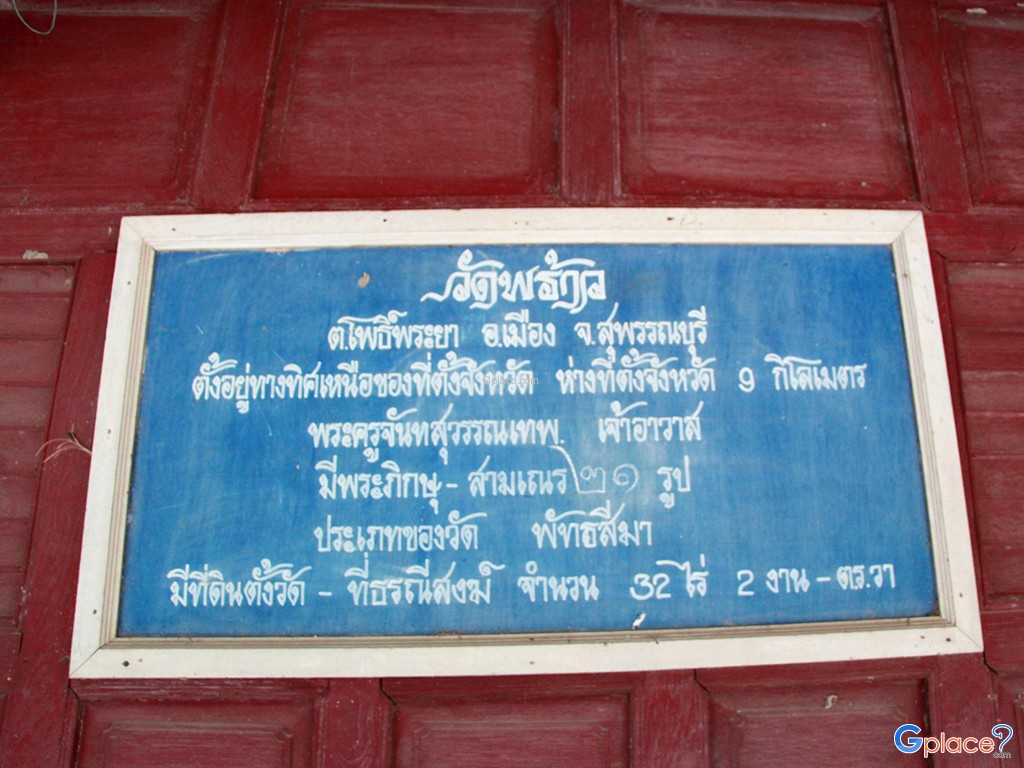 วัดพร้าว
ต.โพธิ์พระยา อ.เมือง จ.สุพรรณบุรี
ตั้งอยู่ทางทิศเหนือของที่ตั้งจังหวัด ห่างที่ตั้งจังหวัด 9 กิโลเมตร
พระครูจันทสุวรรณเทพ. เจ้าอาวาส
มีพระภิกษุ - สามเณร ๒๑ รูป
ประเภทของวัด พัทธสีมา
มีที่ดินตั้งวัด - ที่ธรณีสงฆ์ จำนวน 32 ไร่ 2 งาน - ตร.วา
Gplace?.com